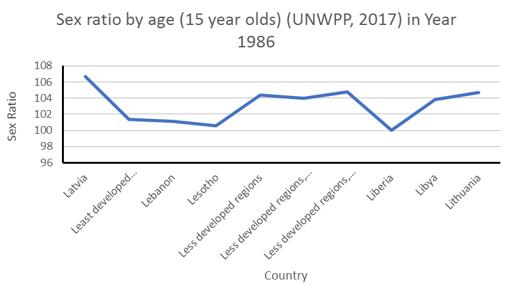 Sex ratio by age (15 year olds) (UNWPP, 2017) in Year
1986
108
106
104
102
100
98
96
Sex Ratio
Latvia
Least developed...
Lebanon
Lesotho
Less developed regions
Less developed regions,...
Less developed regions,...
Liberia
Libya
Lithuania
Country